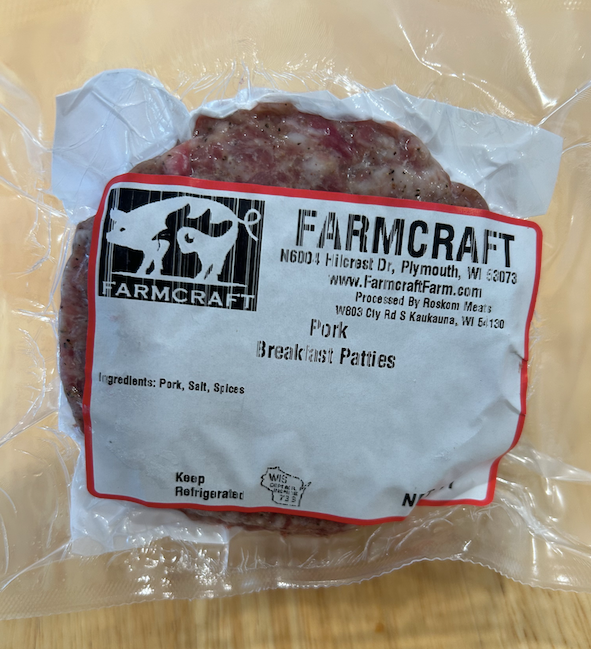 FARMCRAFT
FARMCRAFT
N6004 Hillcrest Dr, Plymouth, WI 53073
www.FarmcraftFarm.com
Processed By Roskom Meats
W803 Cty Rd S Kaukauna, WI 54130
Pork
Breakfast Patties
Ingredients: Pork, Salt, Spices
Keep
Refrigerated
WIS